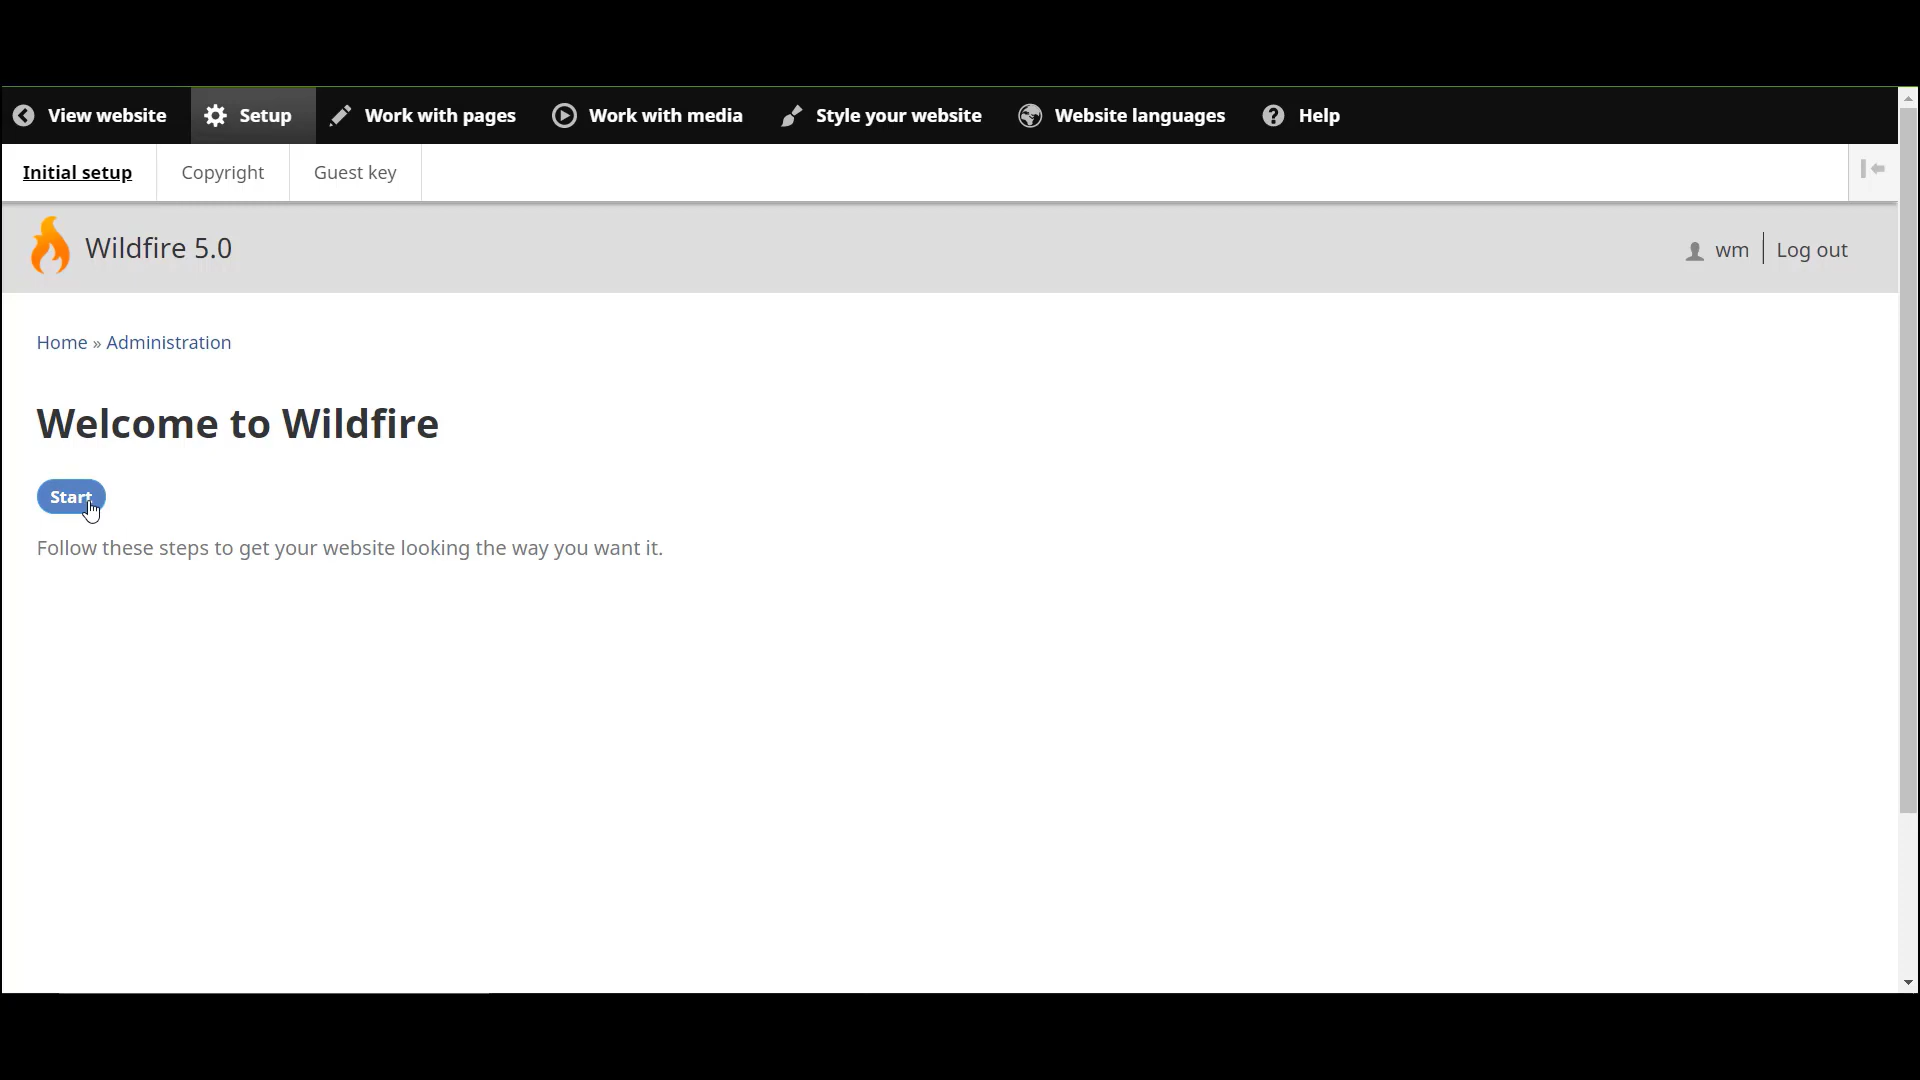 View website Setup Work with pages Work with media Style your website Website languages Help
Initial setup Copyright Guest key
Wildfire 5.0 wm Log out
Home » Administration
Welcome to Wildfire
Start
Follow these steps to get your website looking the way you want it.